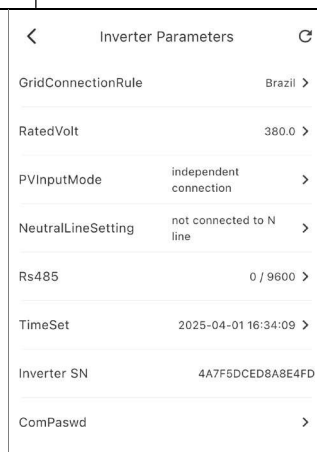 Inverter Parameters
GridConnectionRule Brazil
RatedVolt 380.0
PVInputMode independent
connection
NeutralLineSetting not connected to N
line
Rs485 0 / 9600
TimeSet 2025-04-01 16:34:09
Inverter SN 4A7F5DCED8A8E4FD
ComPaswd